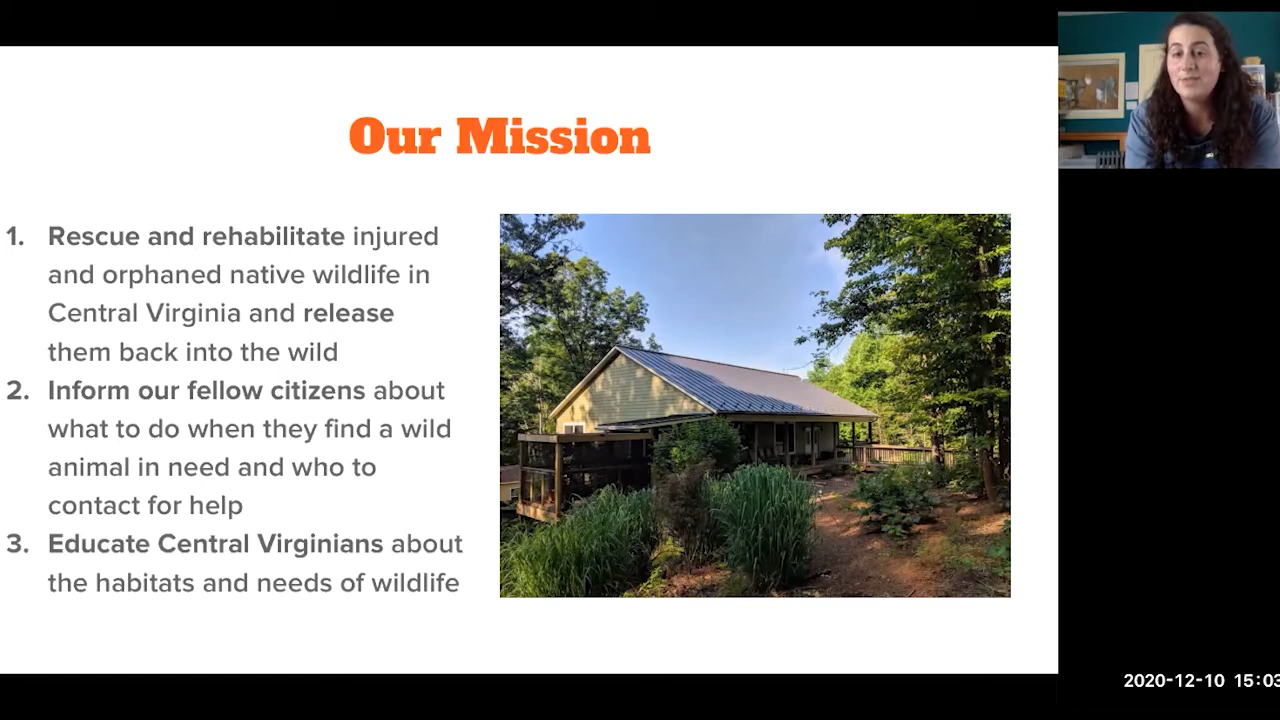 Our Mission
1. Rescue and rehabilitate injured
and orphaned native wildlife in
Central Virginia and release
them back into the wild
2. Inform our fellow citizens about
what to do when they find a wild
animal in need and who to
contact for help
3. Educate Central Virginians about
the habitats and needs of wildlife
2020-12-10 15:03